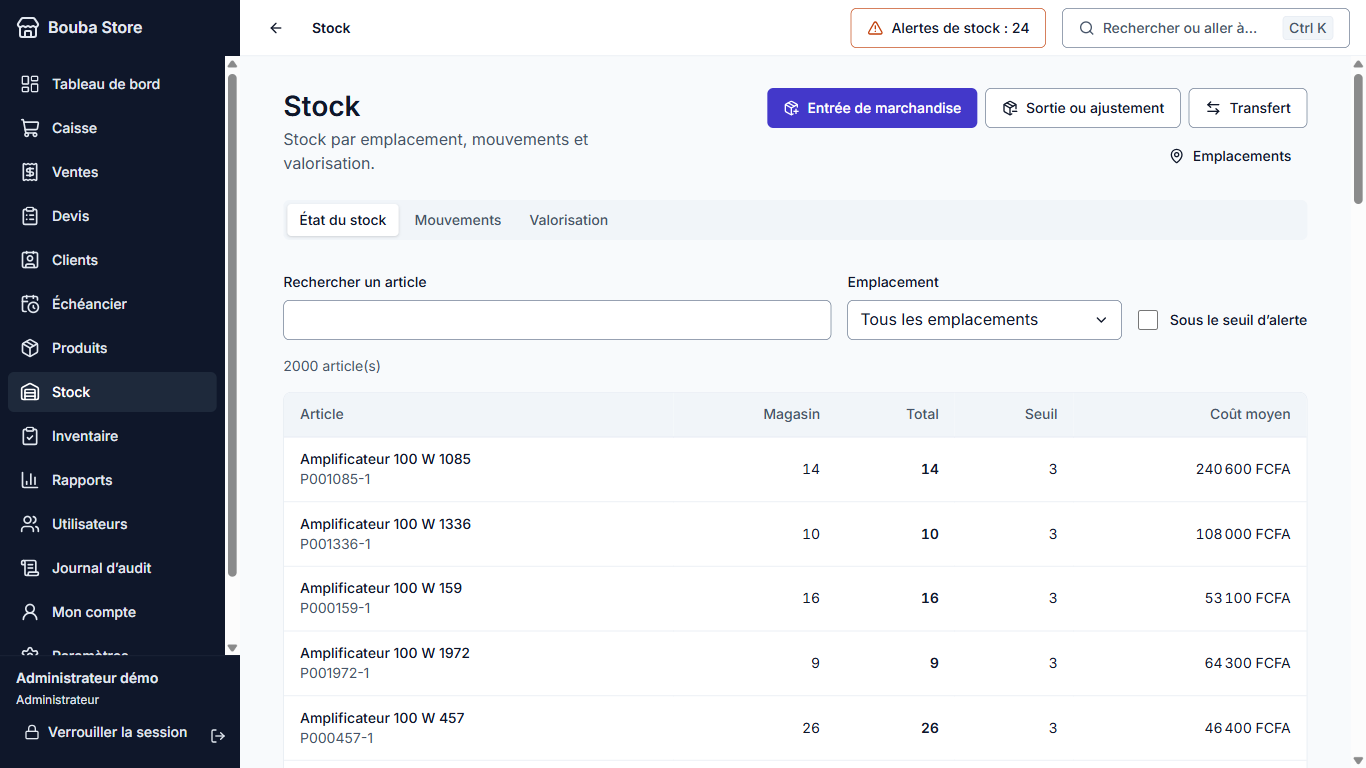 Bouba Store
Tableau de bord
Caisse
Ventes
Devis
Clients
Échéancier
Produits
Stock
Inventaire
Rapports
Utilisateurs
Journal d’audit
Mon compte
Paramètres
Administrateur démo
Administrateur
Verrouiller la session
Stock
Alertes de stock : 24
Rechercher ou aller à…
Ctrl K
Stock
Stock par emplacement, mouvements et
valorisation.
Entrée de marchandise
Sortie ou ajustement
Transfert
Emplacements
État du stock
Mouvements
Valorisation
Rechercher un article
Emplacement
Tous les emplacements
Sous le seuil d’alerte
2000 article(s)
Article Magasin Total Seuil Coût moyen
Amplificateur 100 W 1085
P001085-1
14 14 3 240 600 FCFA
Amplificateur 100 W 1336
P001336-1
10 10 3 108 000 FCFA
Amplificateur 100 W 159
P000159-1
16 16 3 53 100 FCFA
Amplificateur 100 W 1972
P001972-1
9 9 3 64 300 FCFA
Amplificateur 100 W 457
P000457-1
26 26 3 46 400 FCFA